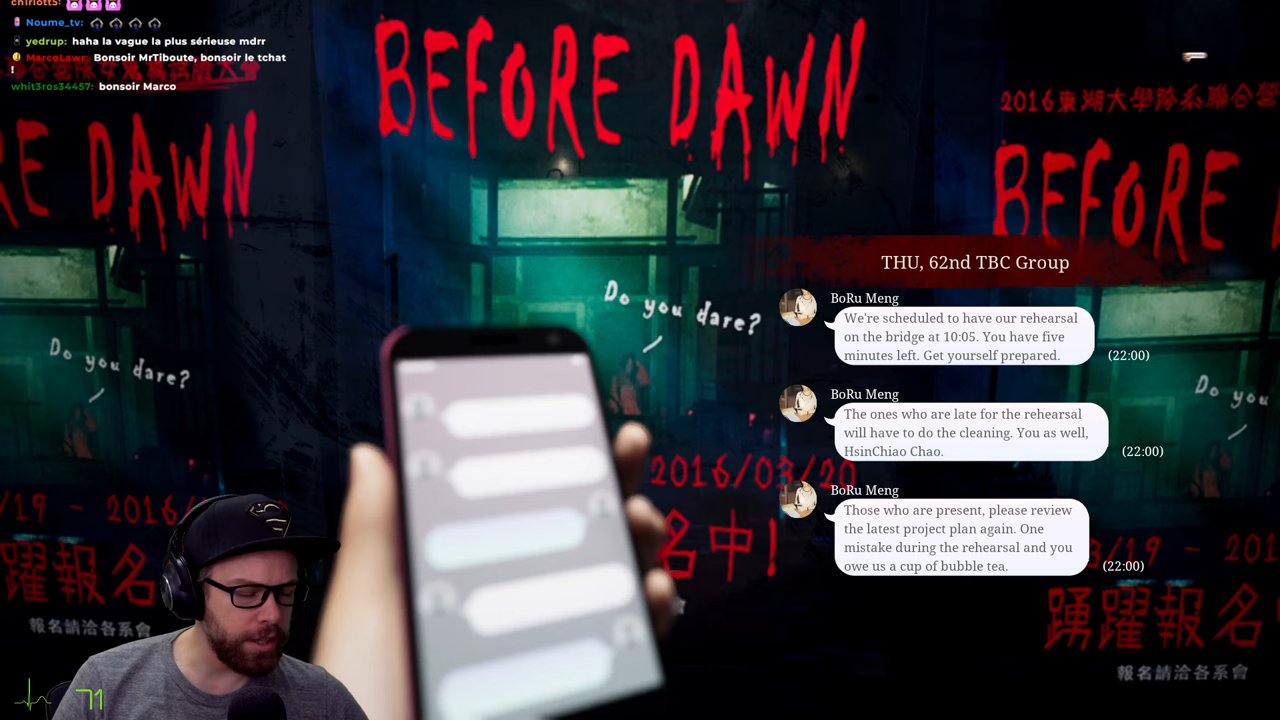 ch1r0tt5:
Noume_tv:
yedrup: haha la vague la plus sérieuse mdrr
MarcoLawr: Bonsoir MrTiboute, bonsoir le tchat
!
whit3ros34457: bonsoir Marco
BEFORE DAWN
2016東湖大學跨系聯合營
RE DAWN
BEFORE
THU, 62nd TBC Group
BoRu Meng
We're scheduled to have our rehearsal
on the bridge at 10:05. You have five
minutes left. Get yourself prepared.
(22:00)
BoRu Meng
The ones who are late for the rehearsal
will have to do the cleaning. You as well,
HsinChiao Chao.
(22:00)
BoRu Meng
Those who are present, please review
the latest project plan again. One
mistake during the rehearsal and you
owe us a cup of bubble tea.
(22:00)
Do you dare?
Do you dare?
Do you
2016/03/20
名中!
/19 - 201
躍報名
報名請洽各系會
3/19 - 201
踴躍報名
報名請洽各系會
71